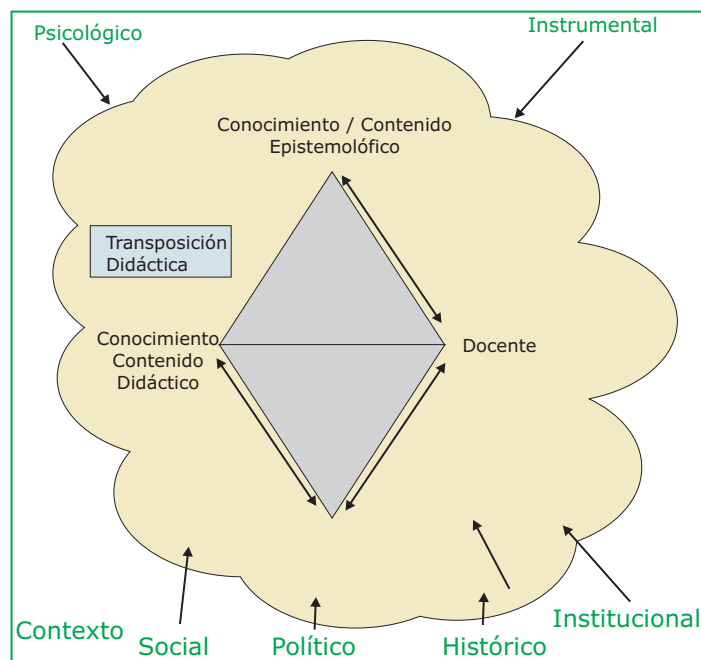 Psicológico
Instrumental
Conocimiento / Contenido
Epistemolófico
Transposición
Didáctica
Conocimiento
Contenido
Didáctico
Docente
Contexto
Social
Político
Histórico
Institucional